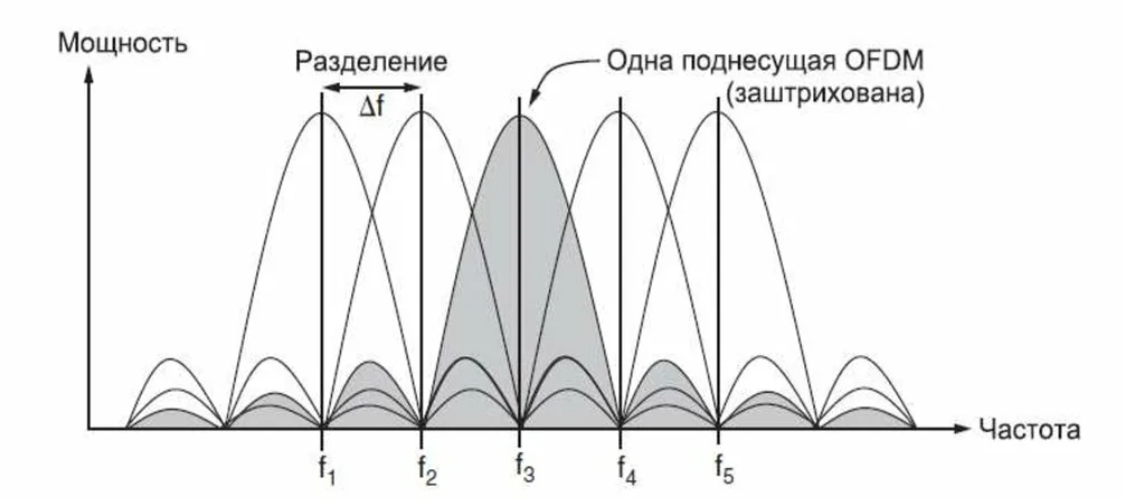 Мощность
Разделение
Δf
Одна поднесущая OFDM
(заштрихована)
Частота
f₁ f₂ f₃ f₄ f₅